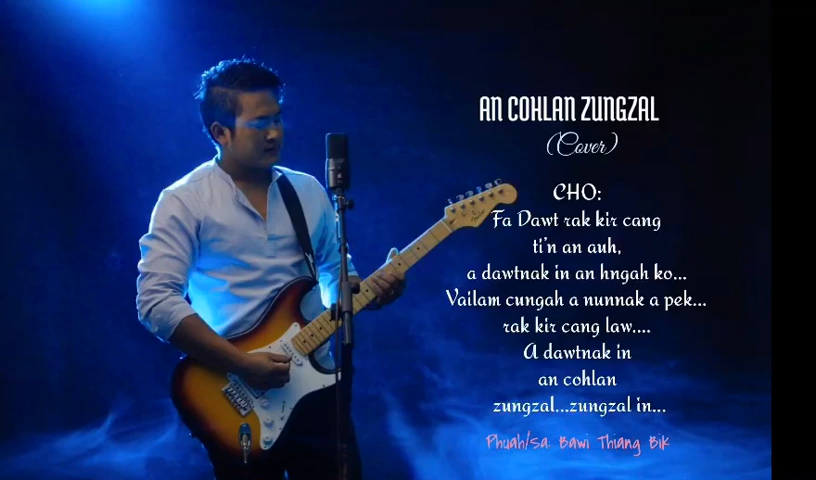 AN COHLAN ZUNGZAL
(Cover)
CHO:
Fa Dawt rak kir cang
ti'n an auh,
a dawtnak in an hngah ko...
Vailam cungah a nunnak a pek...
rak kir cang law....
A dawtnak in
an cohlan
zungzal...zungzal in...
Phuah/sa: Bawi Thiang Bik